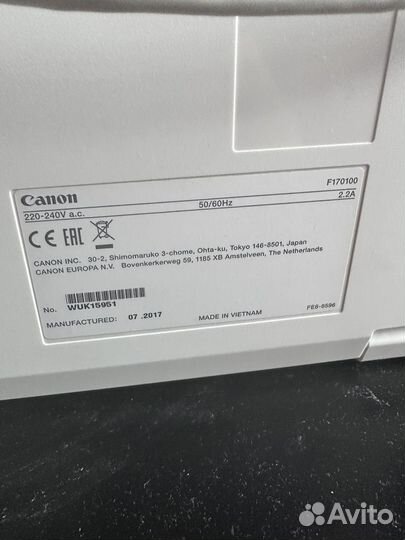 F170100
Canon
220-240V a.c. 50/60Hz 2.2A
CE EAC
CANON INC. 30-2, Shimomaruko 3-chome, Ohta-ku, Tokyo 146-8501, Japan
CANON EUROPA N.V. Bovenkerkerweg 59, 1185 XB Amstelveen, The Netherlands
No. WUK15951
MANUFACTURED: 07 .2017
MADE IN VIETNAM FE6-8596
Avito